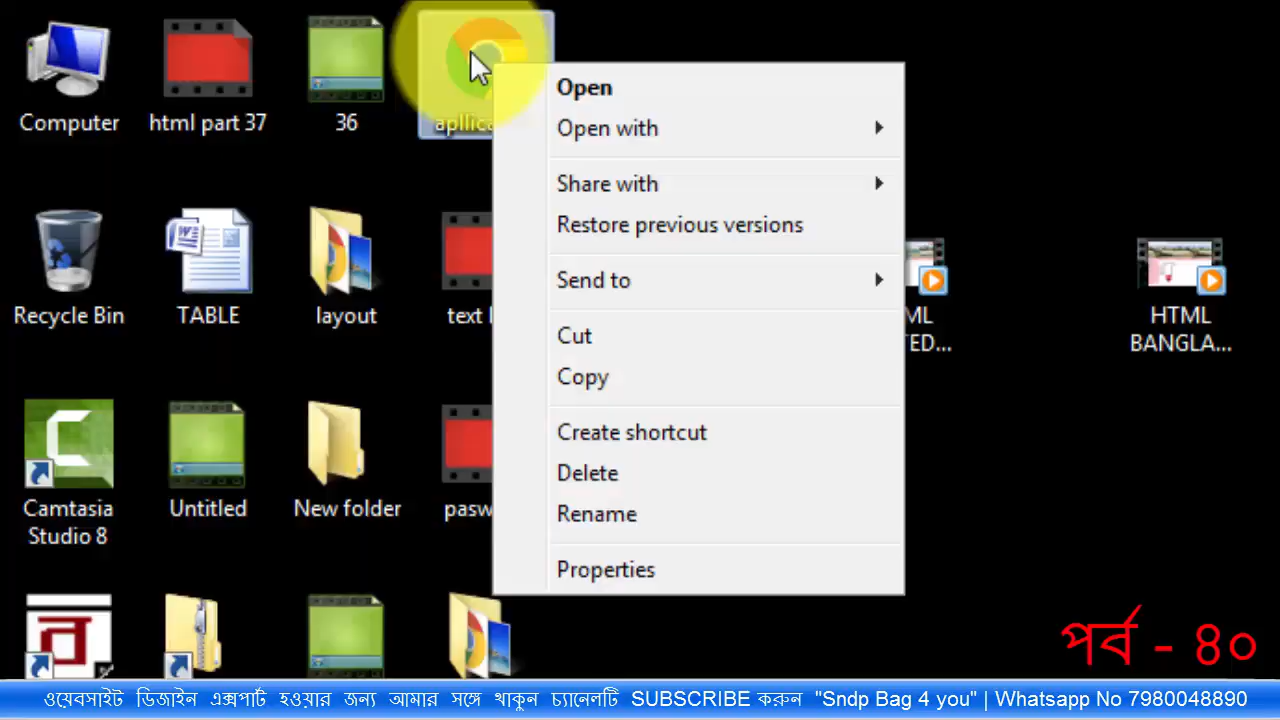 Computer
html part 37
36
apllica
Open
Open with
Share with
Restore previous versions
Send to
Cut
Copy
Create shortcut
Delete
Rename
Properties
Recycle Bin
TABLE
layout
text
ML
TED...
HTML
BANGLA...
Camtasia
Studio 8
Untitled
New folder
pasw
পর্ব - ৪০
ওয়েবসাইট ডিজাইন এক্সপার্ট হওয়ার জন্য আমার সঙ্গে থাকুন চ্যানেলটি SUBSCRIBE করুন "Sndp Bag 4 you" | Whatsapp No 7980048890